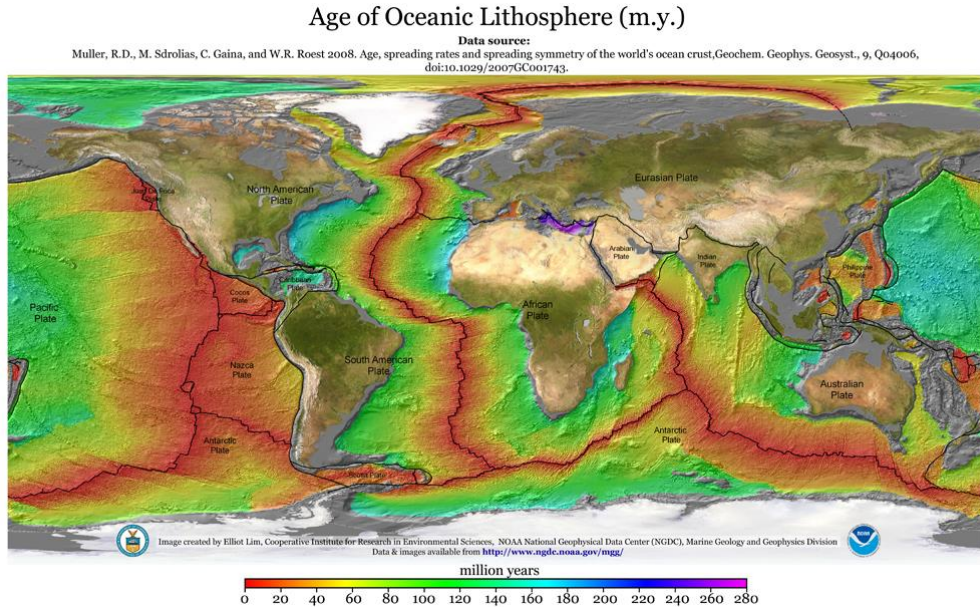 Age of Oceanic Lithosphere (m.y.)
Data source:
Muller, R.D., M. Sdrolias, C. Gaina, and W.R. Roest 2008. Age, spreading rates and spreading symmetry of the world's ocean crust,Geochem. Geophys. Geosyst., 9, Q04006,
doi:10.1029/2007GC001743.
Eurasian Plate
North American
Plate
Arabian
Plate
Indian
Plate
Philippine
Plate
Caribbean
Plate
Cocos
Plate
Pacific
Plate
African
Plate
Nazca
Plate
South American
Plate
Australian
Plate
Antarctic
Plate
Antarctic
Plate
Image created by Elliot Lim, Cooperative Institute for Research in Environmental Sciences, NOAA National Geophysical Data Center (NGDC), Marine Geology and Geophysics Division
Data & images available from http://www.ngdc.noaa.gov/mgg/
million years
0 20 40 60 80 100 120 140 160 180 200 220 240 260 280